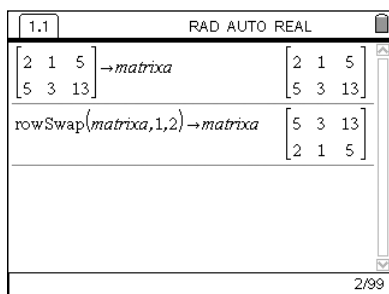 1.1 RAD AUTO REAL
[2 1 5
5 3 13]→matrixa [2 1 5
5 3 13]
rowSwap(matrixa,1,2)→matrixa [5 3 13
2 1 5]
2/99